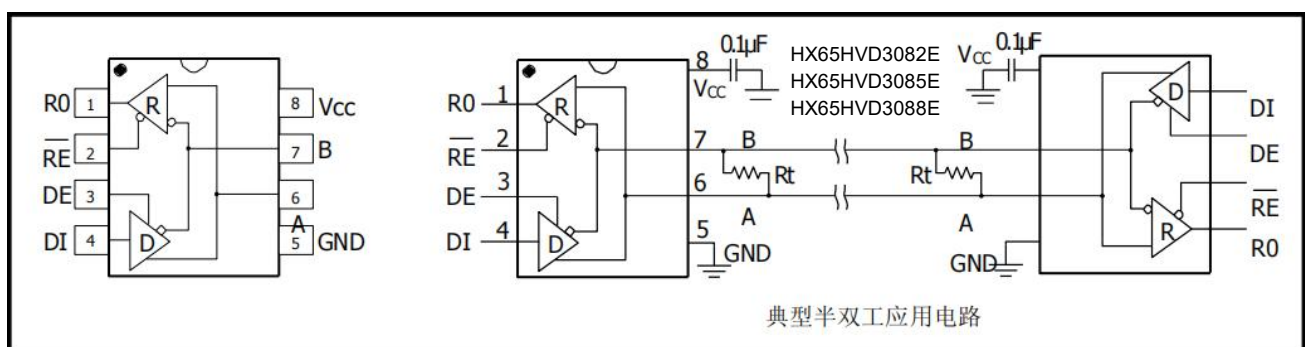 R0 1
R
8 Vcc
RE 2
7 B
DE 3
6
A
DI 4
D
5 GND
0.1µF
8
VCC
R0 1
R
2
RE
7 B
3
DE
Rt
6
A
4
DI
D
5
GND
HX65HVD3082E
HX65HVD3085E
HX65HVD3088E
VCC
0.1µF
D
DI
B
DE
Rt
RE
A
R
R0
GND
典型半双工应用电路